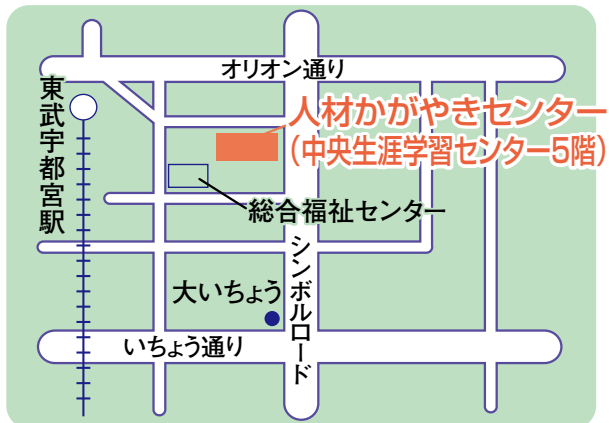 オリオン通り
東武宇都宮駅
人材かがやきセンター
(中央生涯学習センター5階)
総合福祉センター
シンボルロード
大いちょう
いちょう通り